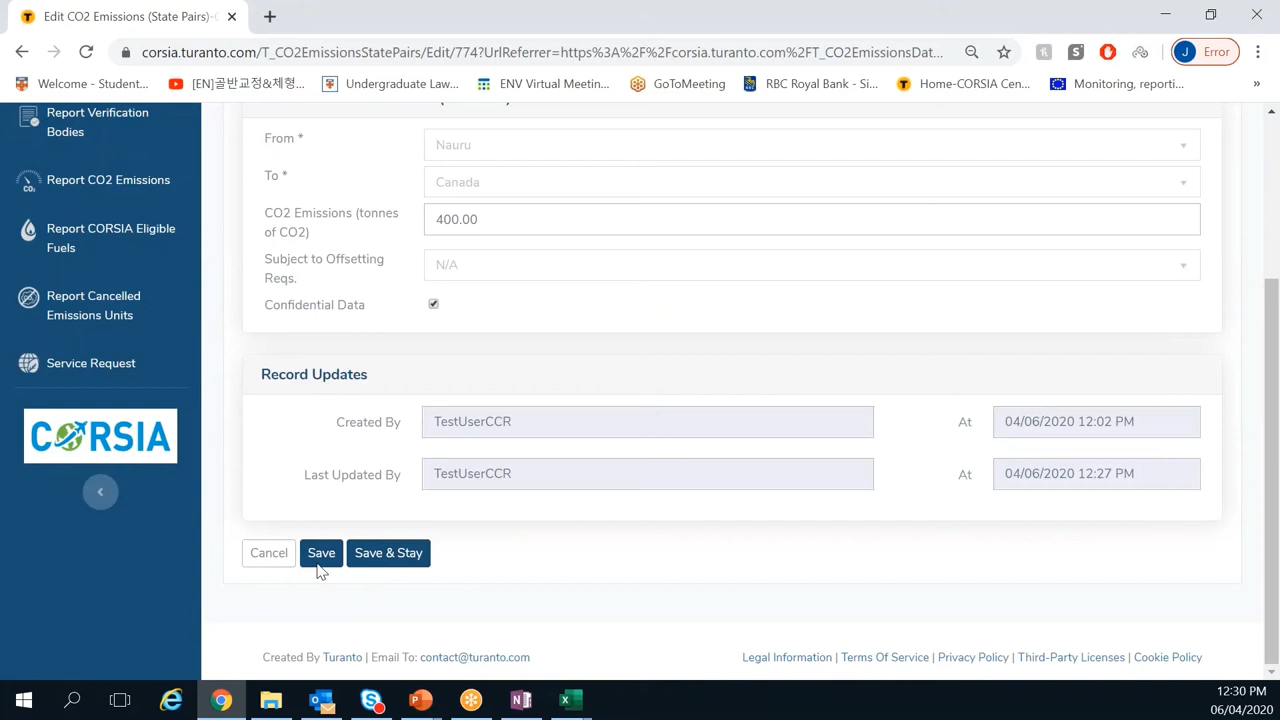 Edit CO2 Emissions (State Pairs)-C
corsia.turanto.com/T_CO2EmissionsStatePairs/Edit/774?UrlReferrer=https%3A%2F%2Fcorsia.turanto.com%2FT_CO2EmissionsDat...
J Error
Welcome - Student...
[EN]골반교정&체형...
Undergraduate Law...
ENV Virtual Meetin...
GoToMeeting
RBC Royal Bank - Si...
Home-CORSIA Cen...
Monitoring, reporti...
»
Report Verification
Bodies
Report CO2 Emissions
Report CORSIA Eligible
Fuels
Report Cancelled
Emissions Units
Service Request
CORSIA
From *
Nauru
To *
Canada
CO2 Emissions (tonnes
of CO2)
400.00
Subject to Offsetting
Reqs.
N/A
Confidential Data
Record Updates
Created By
TestUserCCR
At
04/06/2020 12:02 PM
Last Updated By
TestUserCCR
At
04/06/2020 12:27 PM
Cancel
Save
Save & Stay
Created By Turanto | Email To: contact@turanto.com
Legal Information | Terms Of Service | Privacy Policy | Third-Party Licenses | Cookie Policy
12:30 PM
06/04/2020